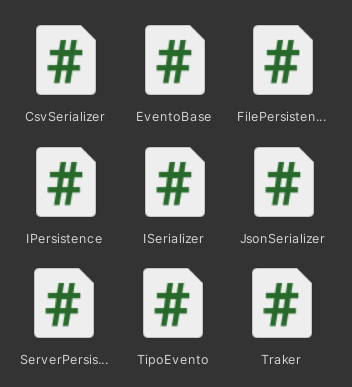 CsvSerializer
EventoBase
FilePersisten...
IPersistence
ISerializer
JsonSerializer
ServerPersis...
TipoEvento
Traker